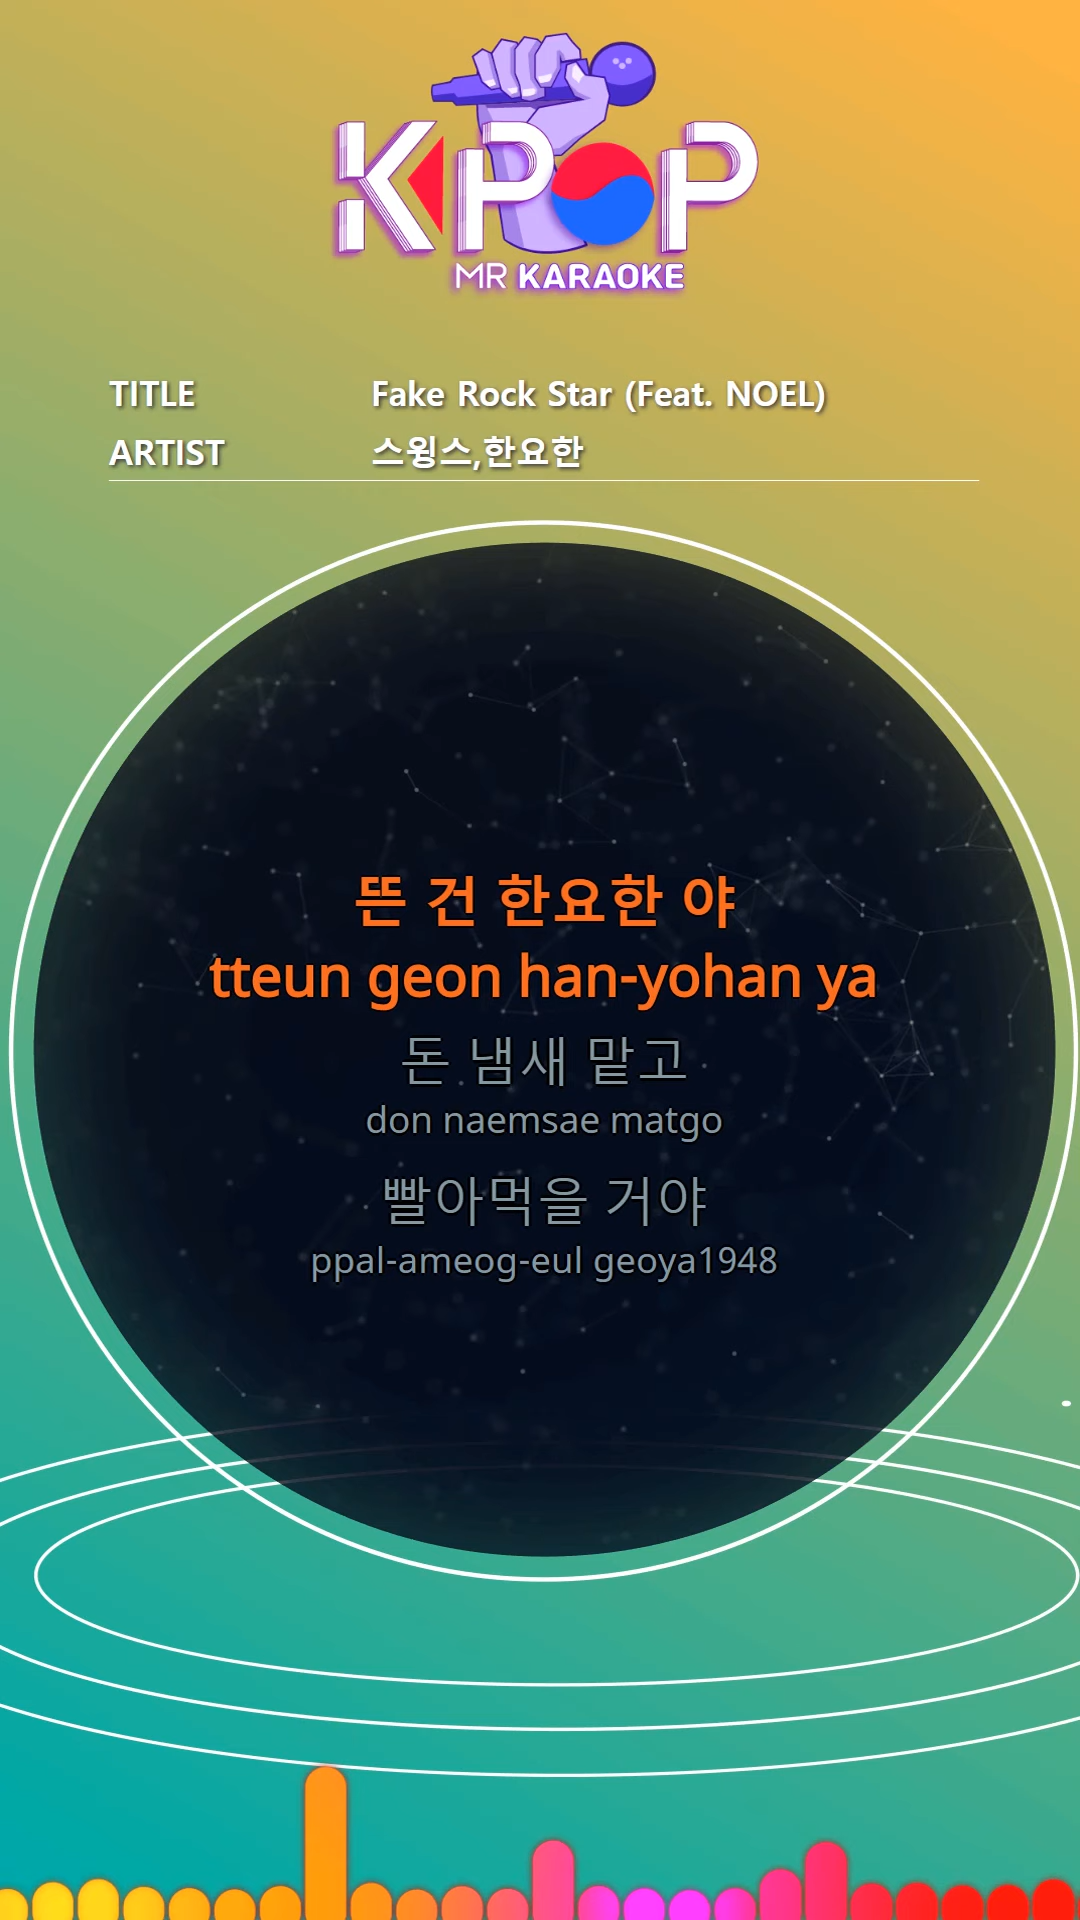 KPOP
MR KARAOKE
TITLE Fake Rock Star (Feat. NOEL)
ARTIST 스윙스,한요한
뜬 건 한요한 야
tteun geon han-yohan ya
돈 냄새 맡고
don naemsae matgo
빨아먹을 거야
ppal-ameog-eul geoya1948